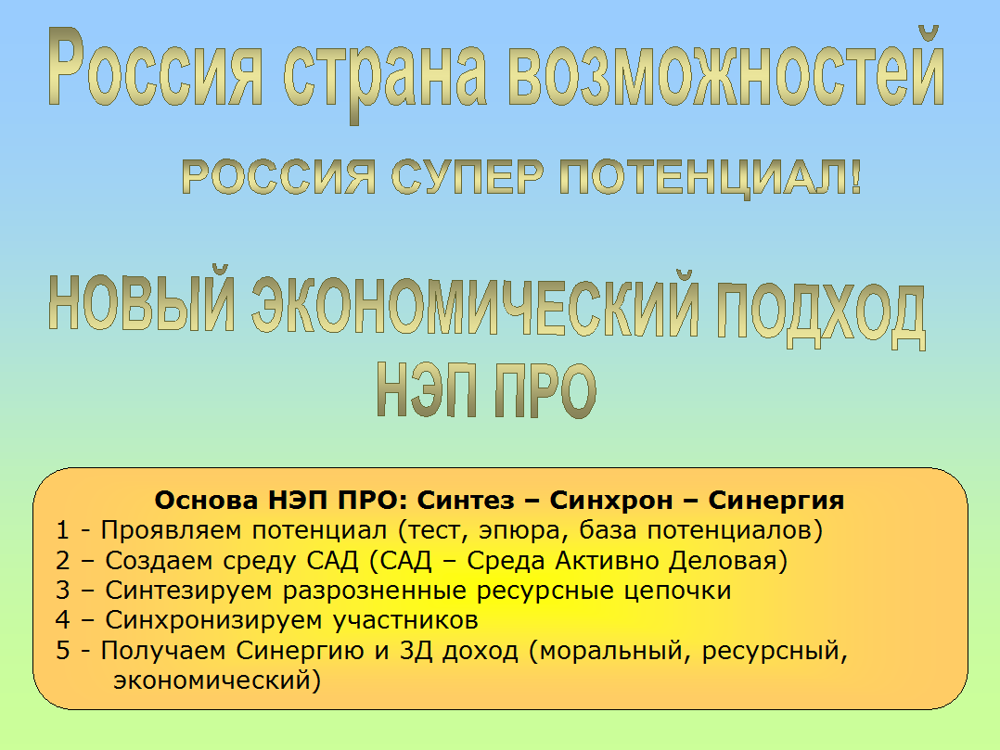 Россия страна возможностей
РОССИЯ СУПЕР ПОТЕНЦИАЛ!
НОВЫЙ ЭКОНОМИЧЕСКИЙ ПОДХОД
НЭП ПРО
Основа НЭП ПРО: Синтез – Синхрон – Синергия
1 - Проявляем потенциал (тест, эпюра, база потенциалов)
2 – Создаем среду САД (САД – Среда Активно Деловая)
3 – Синтезируем разрозненные ресурсные цепочки
4 – Синхронизируем участников
5 - Получаем Синергию и 3Д доход (моральный, ресурсный,
экономический)